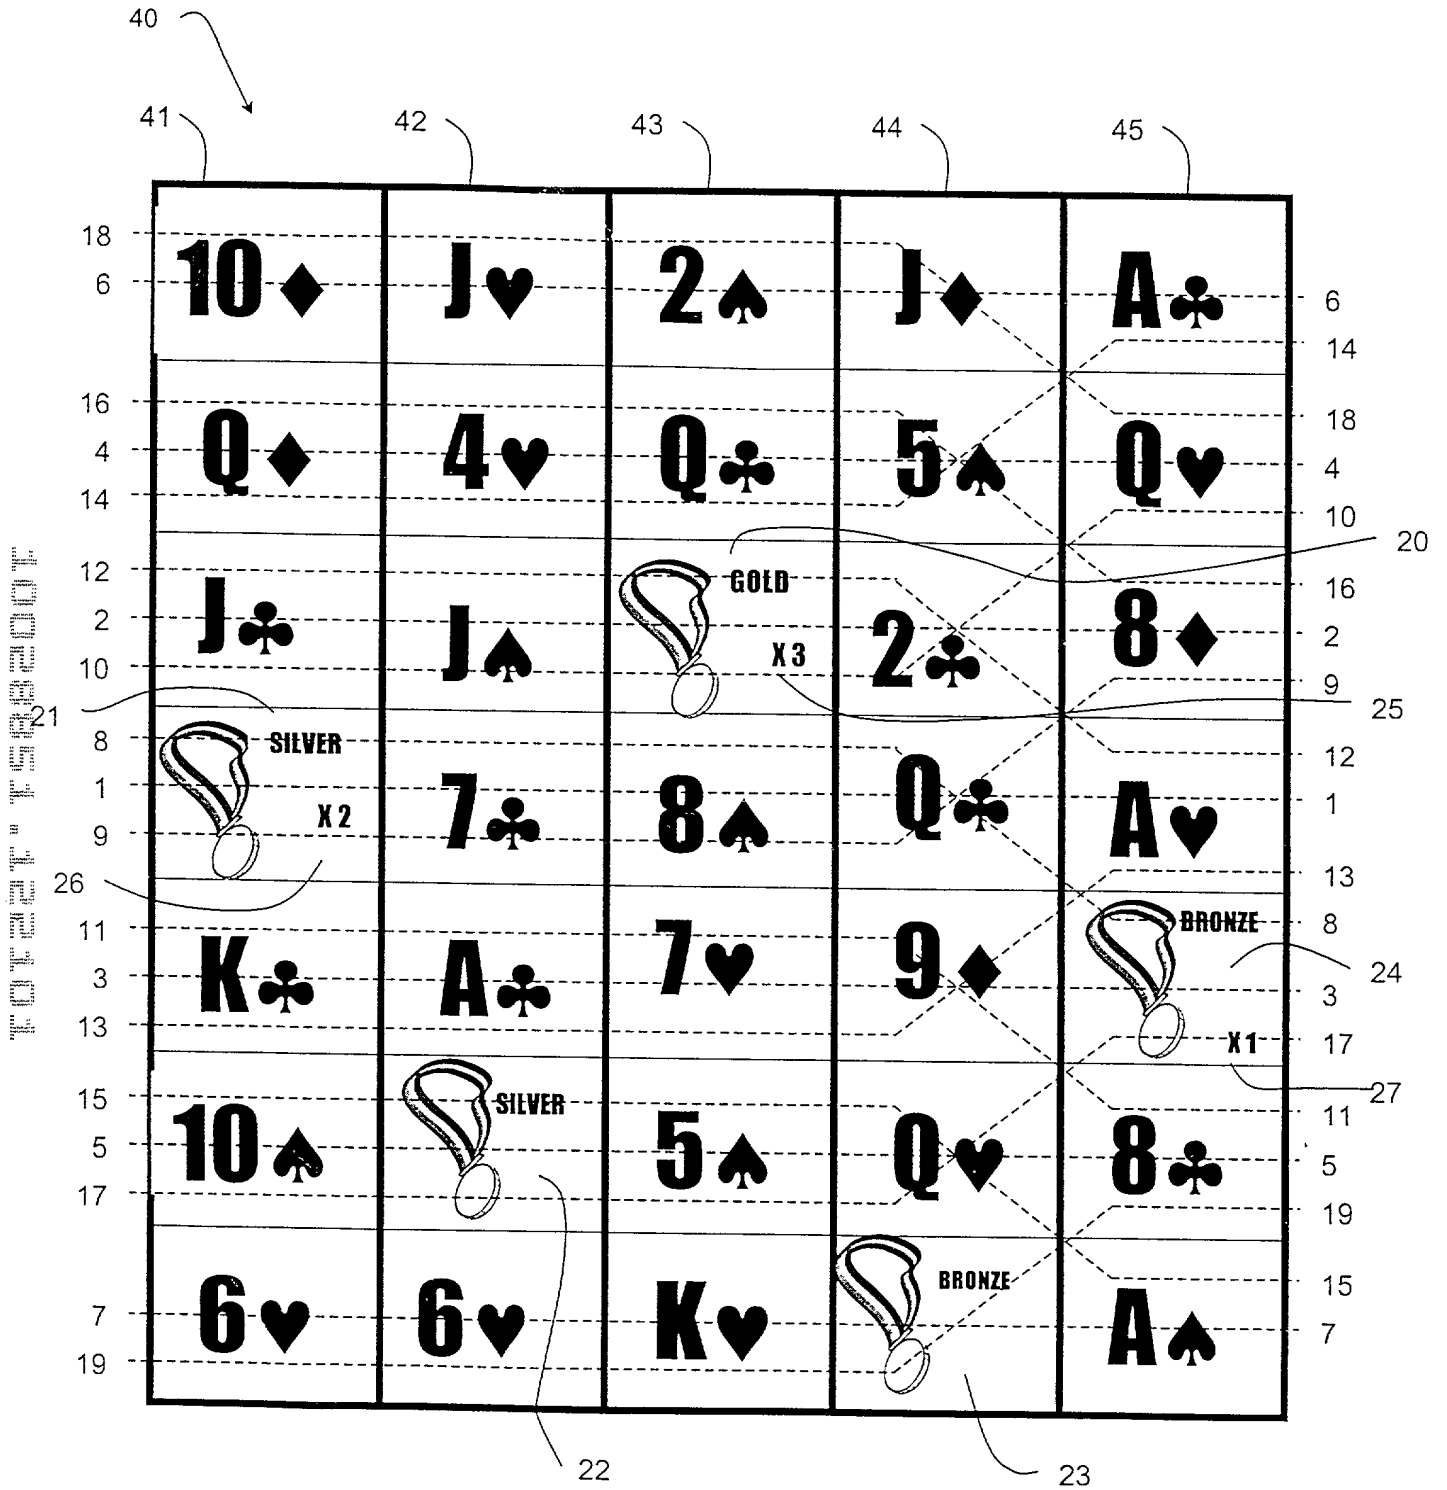 40
41 42 43 44 45
18
6 10♦ J♥ 2♠ J♦ A♣ 6
14
16 18
4 Q♦ 4♥ Q♣ 5♠ Q♥ 4
14 10
20
12 GOLD 16
2 J♣ J♠ 2♣ 8♦ 2
10 X3 9
21 25
8 SILVER 12
1 7♣ 8♠ Q♣ A♥ 1
9 X2
26 13
11 BRONZE 8
3 K♣ A♣ 7♥ 9♦ 24
3
13 X1 17
27
15 SILVER 11
5 10♠ 5♠ Q♥ 8♣ 5
17 19
BRONZE 15
7 6♥ 6♥ K♥ A♠ 7
19
22 23